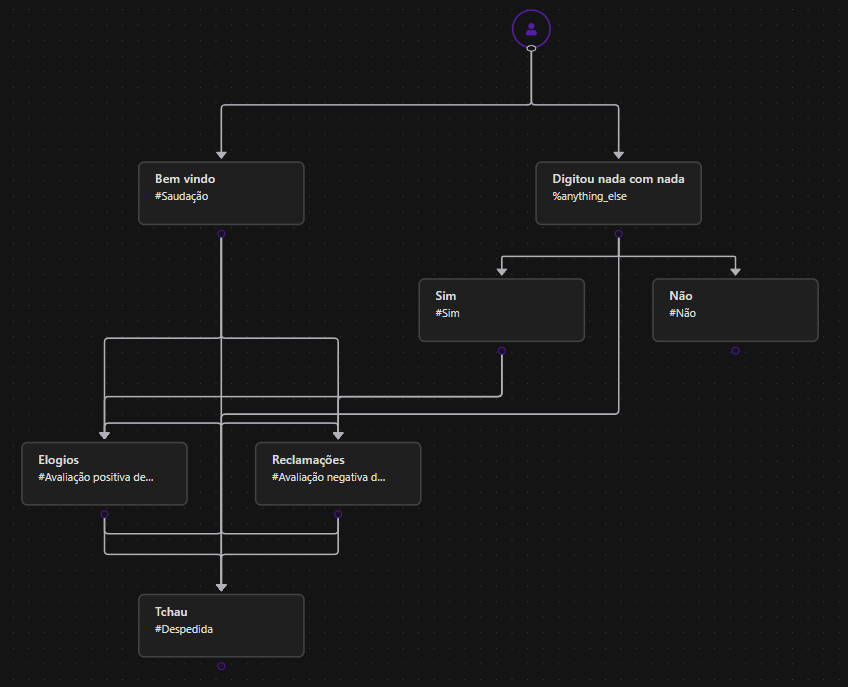 Bem vindo
#Saudação
Digitou nada com nada
%anything_else
Sim
#Sim
Não
#Não
Elogios
#Avaliação positiva de...
Reclamações
#Avaliação negativa d...
Tchau
#Despedida